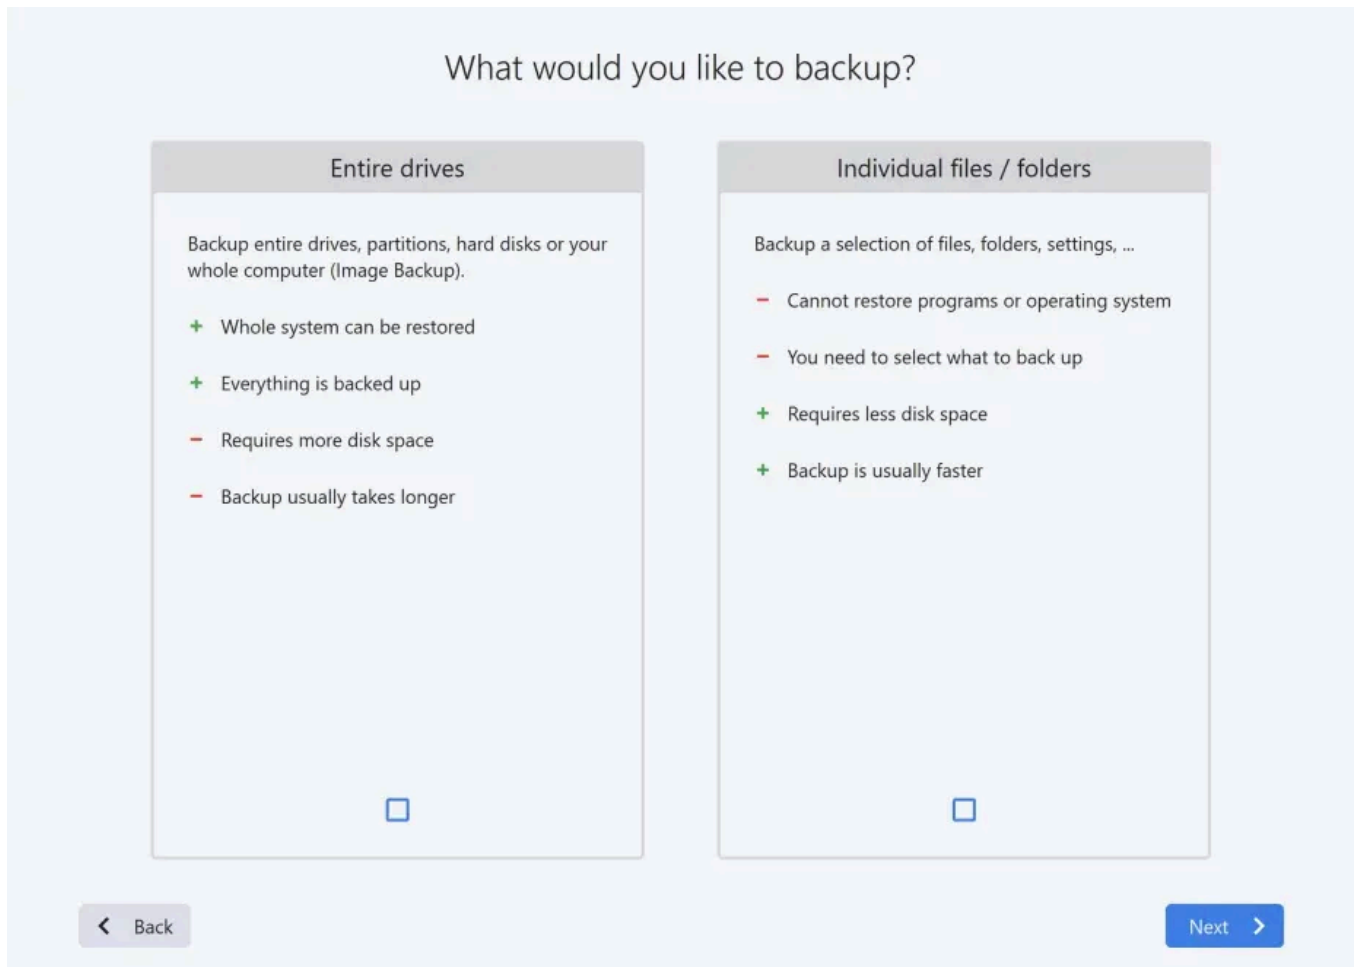 What would you like to backup?
Entire drives
Backup entire drives, partitions, hard disks or your
whole computer (Image Backup).
+ Whole system can be restored
+ Everything is backed up
− Requires more disk space
− Backup usually takes longer
Individual files / folders
Backup a selection of files, folders, settings, ...
− Cannot restore programs or operating system
− You need to select what to back up
+ Requires less disk space
+ Backup is usually faster
Back
Next